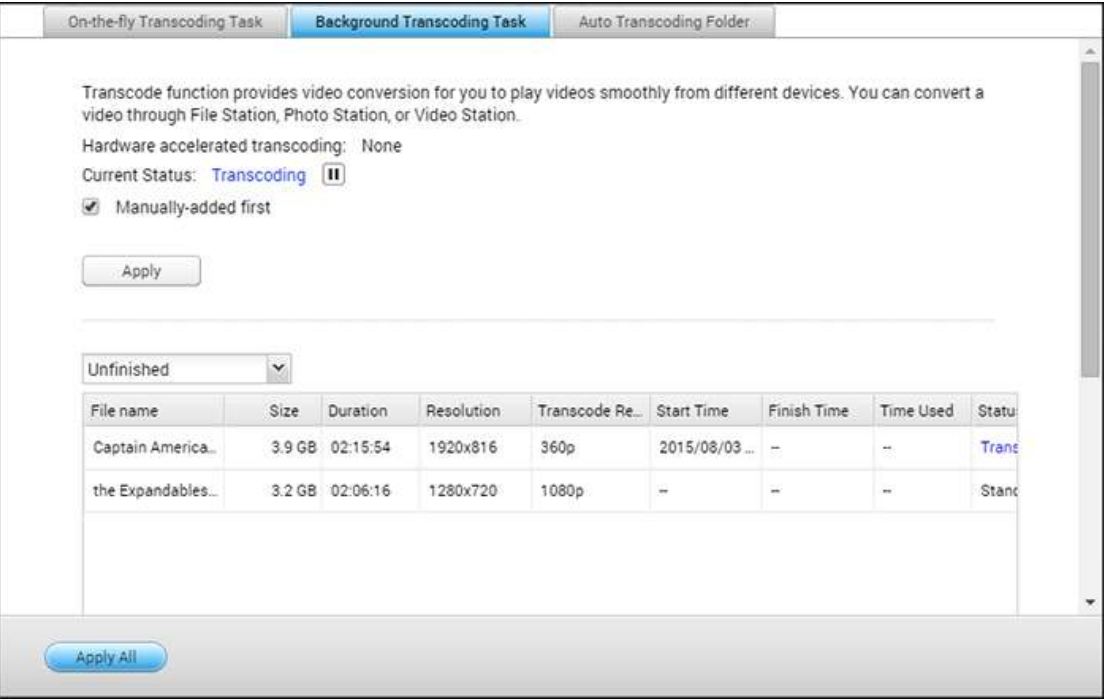 On-the-fly Transcoding Task Background Transcoding Task Auto Transcoding Folder
Transcode function provides video conversion for you to play videos smoothly from different devices. You can convert a
video through File Station, Photo Station, or Video Station.
Hardware accelerated transcoding: None
Current Status: Transcoding
Manually-added first
Apply
Unfinished
File name Size Duration Resolution Transcode Re... Start Time Finish Time Time Used Statu
Captain America... 3.9 GB 02:15:54 1920x816 360p 2015/08/03 ... -- -- Trans
the Expandables... 3.2 GB 02:06:16 1280x720 1080p -- -- -- Stand
Apply All